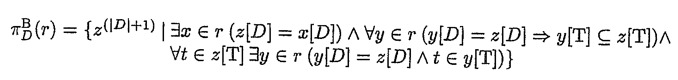 π_D^B(r) = {z^(|D|+1) | ∃x ∈ r (z[D] = x[D]) ∧ ∀y ∈ r (y[D] = z[D] ⇒ y[T] ⊆ z[T])∧
∀t ∈ z[T] ∃y ∈ r (y[D] = z[D] ∧ t ∈ y[T])}